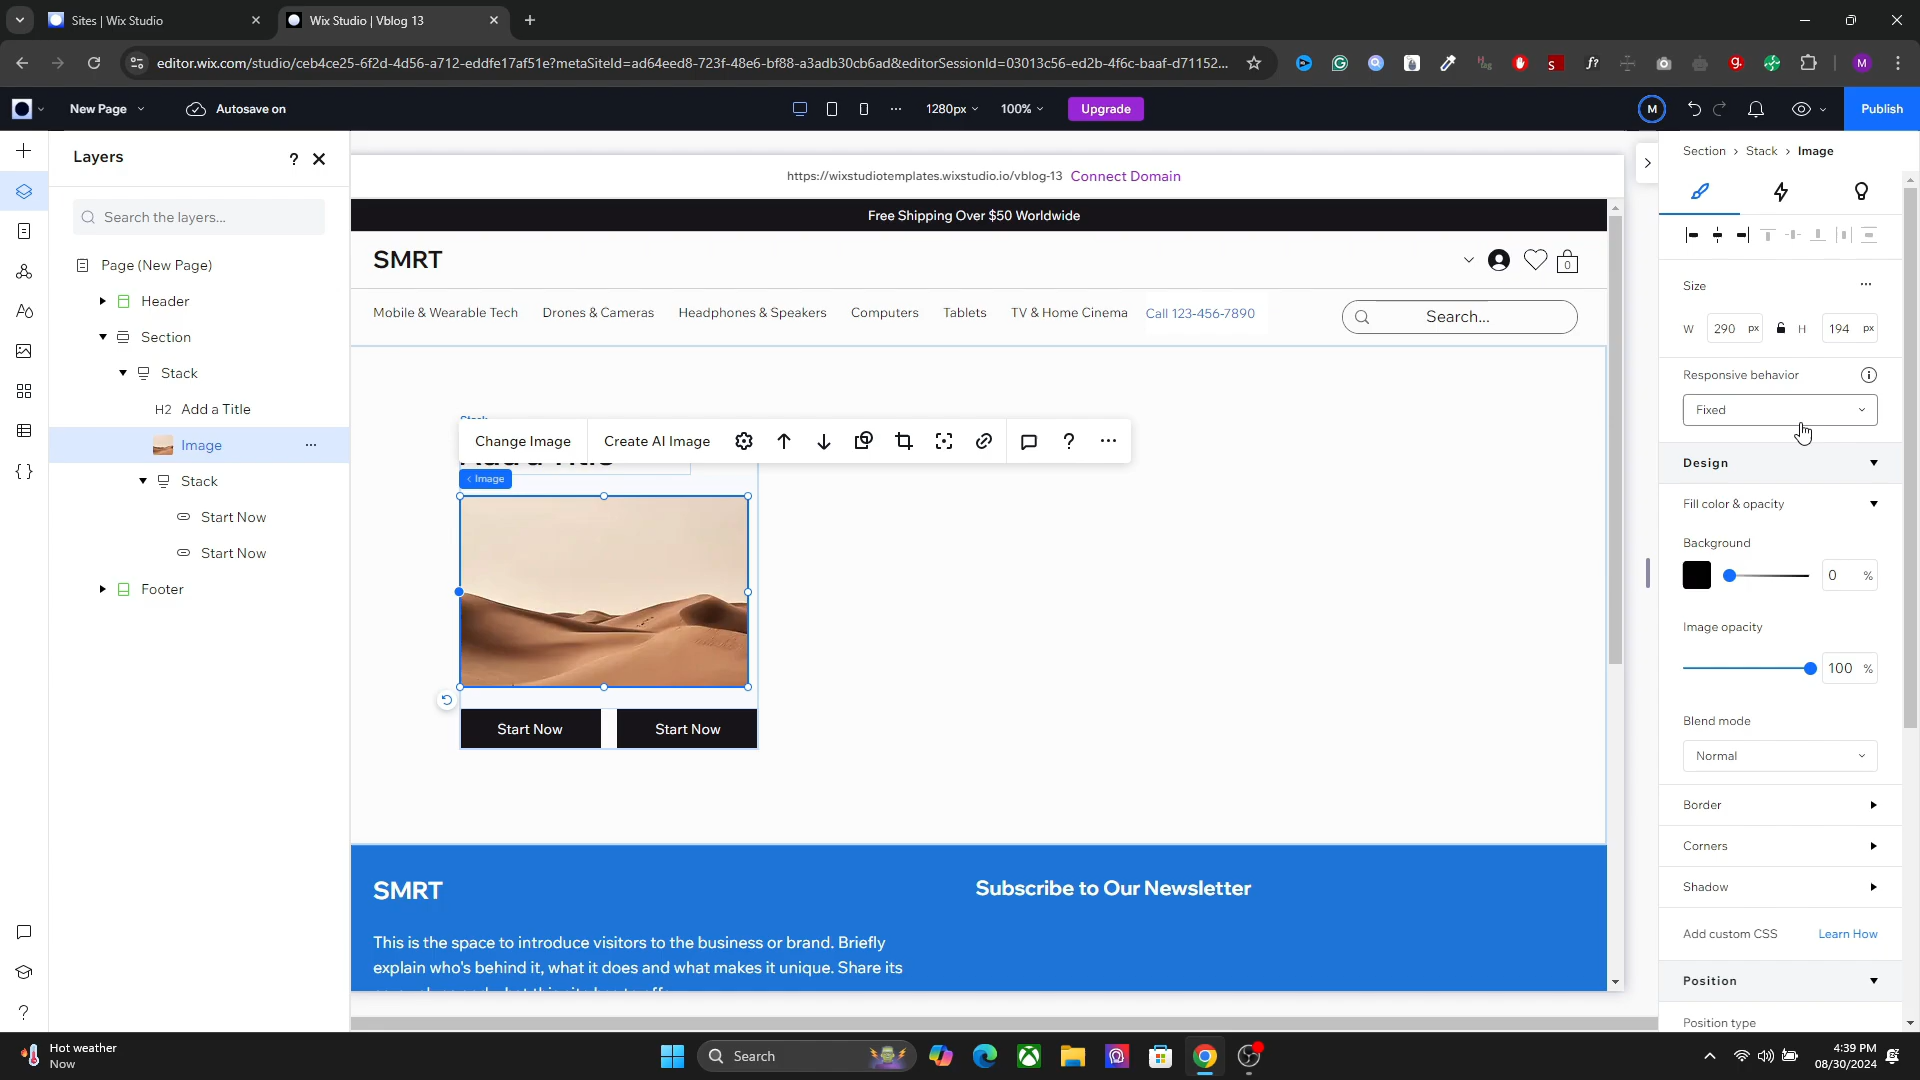 Sites | Wix Studio
Wix Studio | Vblog 13
editor.wix.com/studio/ceb4ce25-6f2d-4d56-a712-eddfe17af51e?metaSiteId=ad64eed8-723f-48e6-bf88-a3adb30cb6ad&editorSessionId=03013c56-ed2b-4f6c-baaf-d71152...
New Page
Autosave on
1280px
100%
Upgrade
M
Publish
Layers
?
Search the layers...
Page (New Page)
Header
Section
Stack
H2 Add a Title
Image
Stack
Start Now
Start Now
Footer
https://wixstudiotemplates.wixstudio.io/vblog-13 Connect Domain
Free Shipping Over $50 Worldwide
SMRT
0
Mobile & Wearable Tech
Drones & Cameras
Headphones & Speakers
Computers
Tablets
TV & Home Cinema
Call 123-456-7890
Search...
Change Image
Create AI Image
?
< Image
Start Now
Start Now
SMRT
Subscribe to Our Newsletter
This is the space to introduce visitors to the business or brand. Briefly
explain who's behind it, what it does and what makes it unique. Share its
Section > Stack > Image
Size
W 290 px H 194 px
Responsive behavior
Fixed
Design
Fill color & opacity
Background
0 %
Image opacity
100 %
Blend mode
Normal
Border
Corners
Shadow
Add custom CSS
Learn How
Position
Position type
Hot weather
Now
Search
4:39 PM
08/30/2024